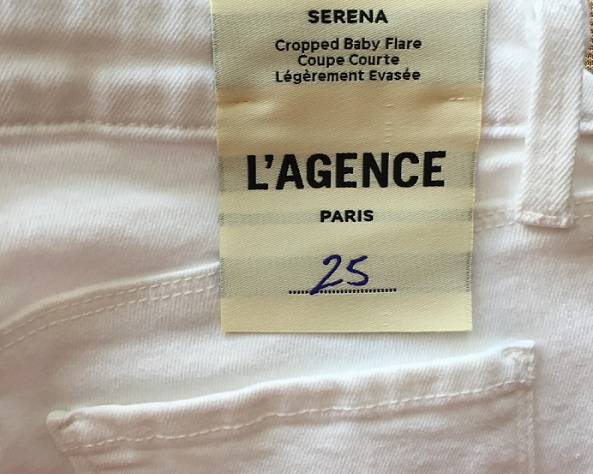 SERENA
Cropped Baby Flare
Coupe Courte
Légèrement Evasée
L'AGENCE
PARIS
25